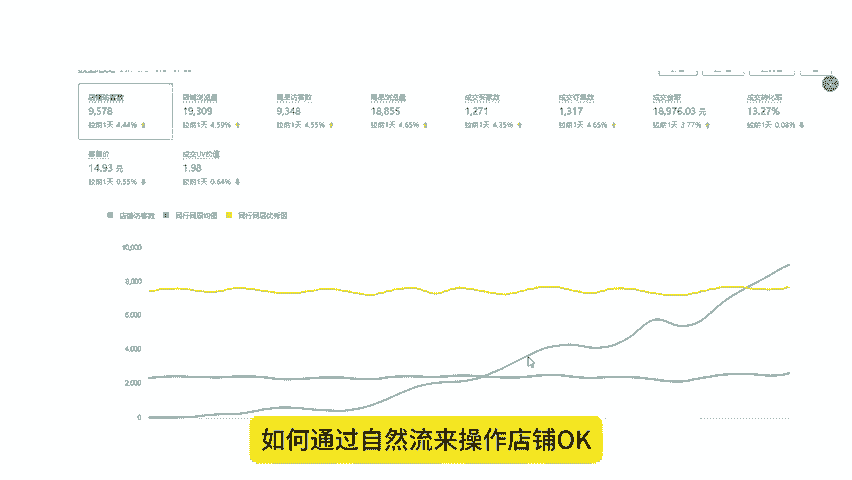 店铺访客数 店铺浏览量 商品访客数 商品浏览量 成交客户数 成交订单数 成交金额 成交转化率
9,578 19,309 9,348 18,855 1,271 1,317 18,976.03 元 13.27%
较前1天 4.44% 较前1天 4.59% 较前1天 4.55% 较前1天 4.65% 较前1天 4.35% 较前1天 4.66% 较前1天 3.77% 较前1天 0.08%
客单价 成交UV价值
14.93 元 1.98
较前1天 0.55% 较前1天 0.64%
店铺访客数 同行同层均值 同行同层优秀值
10,000
8,000
6,000
4,000
2,000
0
如何通过自然流来操作店铺OK